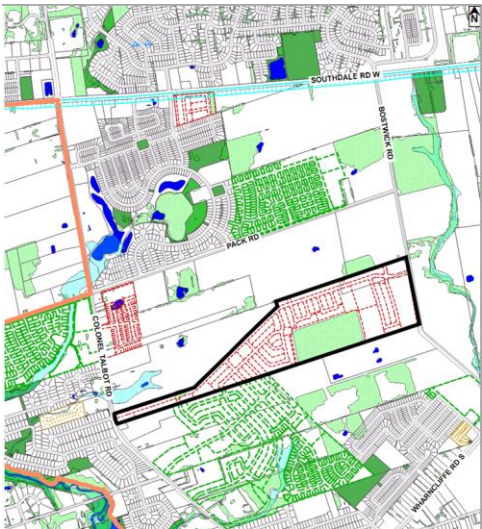 N
SOUTHDALE RD W
BOSTWICK RD
PACK RD
COLONEL TALBOT RD
WHARNCLIFFE RD S